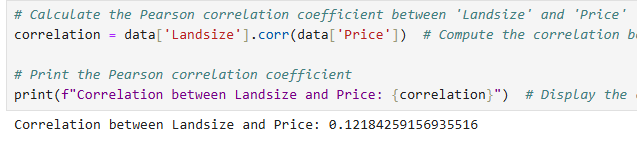 # Calculate the Pearson correlation coefficient between 'Landsize' and 'Price'
correlation = data['Landsize'].corr(data['Price'])  # Compute the correlation
# Print the Pearson correlation coefficient
print(f"Correlation between Landsize and Price: {correlation}")  # Display the
Correlation between Landsize and Price: 0.12184259156935516